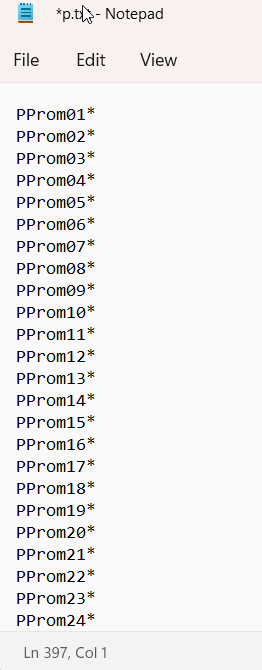 *p.t - Notepad
File Edit View
PProm01*
PProm02*
PProm03*
PProm04*
PProm05*
PProm06*
PProm07*
PProm08*
PProm09*
PProm10*
PProm11*
PProm12*
PProm13*
PProm14*
PProm15*
PProm16*
PProm17*
PProm18*
PProm19*
PProm20*
PProm21*
PProm22*
PProm23*
PProm24*
Ln 397, Col 1